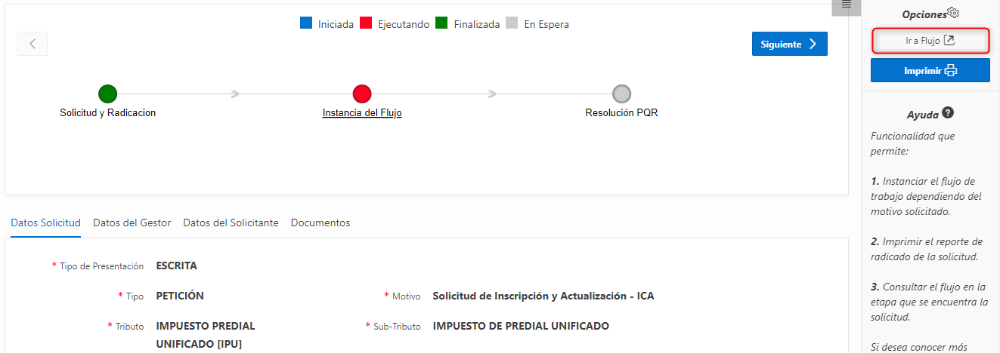 Iniciada Ejecutando Finalizada En Espera
Siguiente
Solicitud y Radicacion Instancia del Flujo Resolución PQR
Datos Solicitud Datos del Gestor Datos del Solicitante Documentos
* Tipo de Presentación ESCRITA
* Tipo PETICIÓN * Motivo Solicitud de Inscripción y Actualización - ICA
* Tributo IMPUESTO PREDIAL * Sub-Tributo IMPUESTO DE PREDIAL UNIFICADO
UNIFICADO [IPU]
Opciones
Ir a Flujo
Imprimir
Ayuda ?
Funcionalidad que
permite:
1. Instanciar el flujo de
trabajo dependiendo del
motivo solicitado.
2. Imprimir el reporte de
radicado de la solicitud.
3. Consultar el flujo en la
etapa que se encuentra la
solicitud.
Si desea conocer más